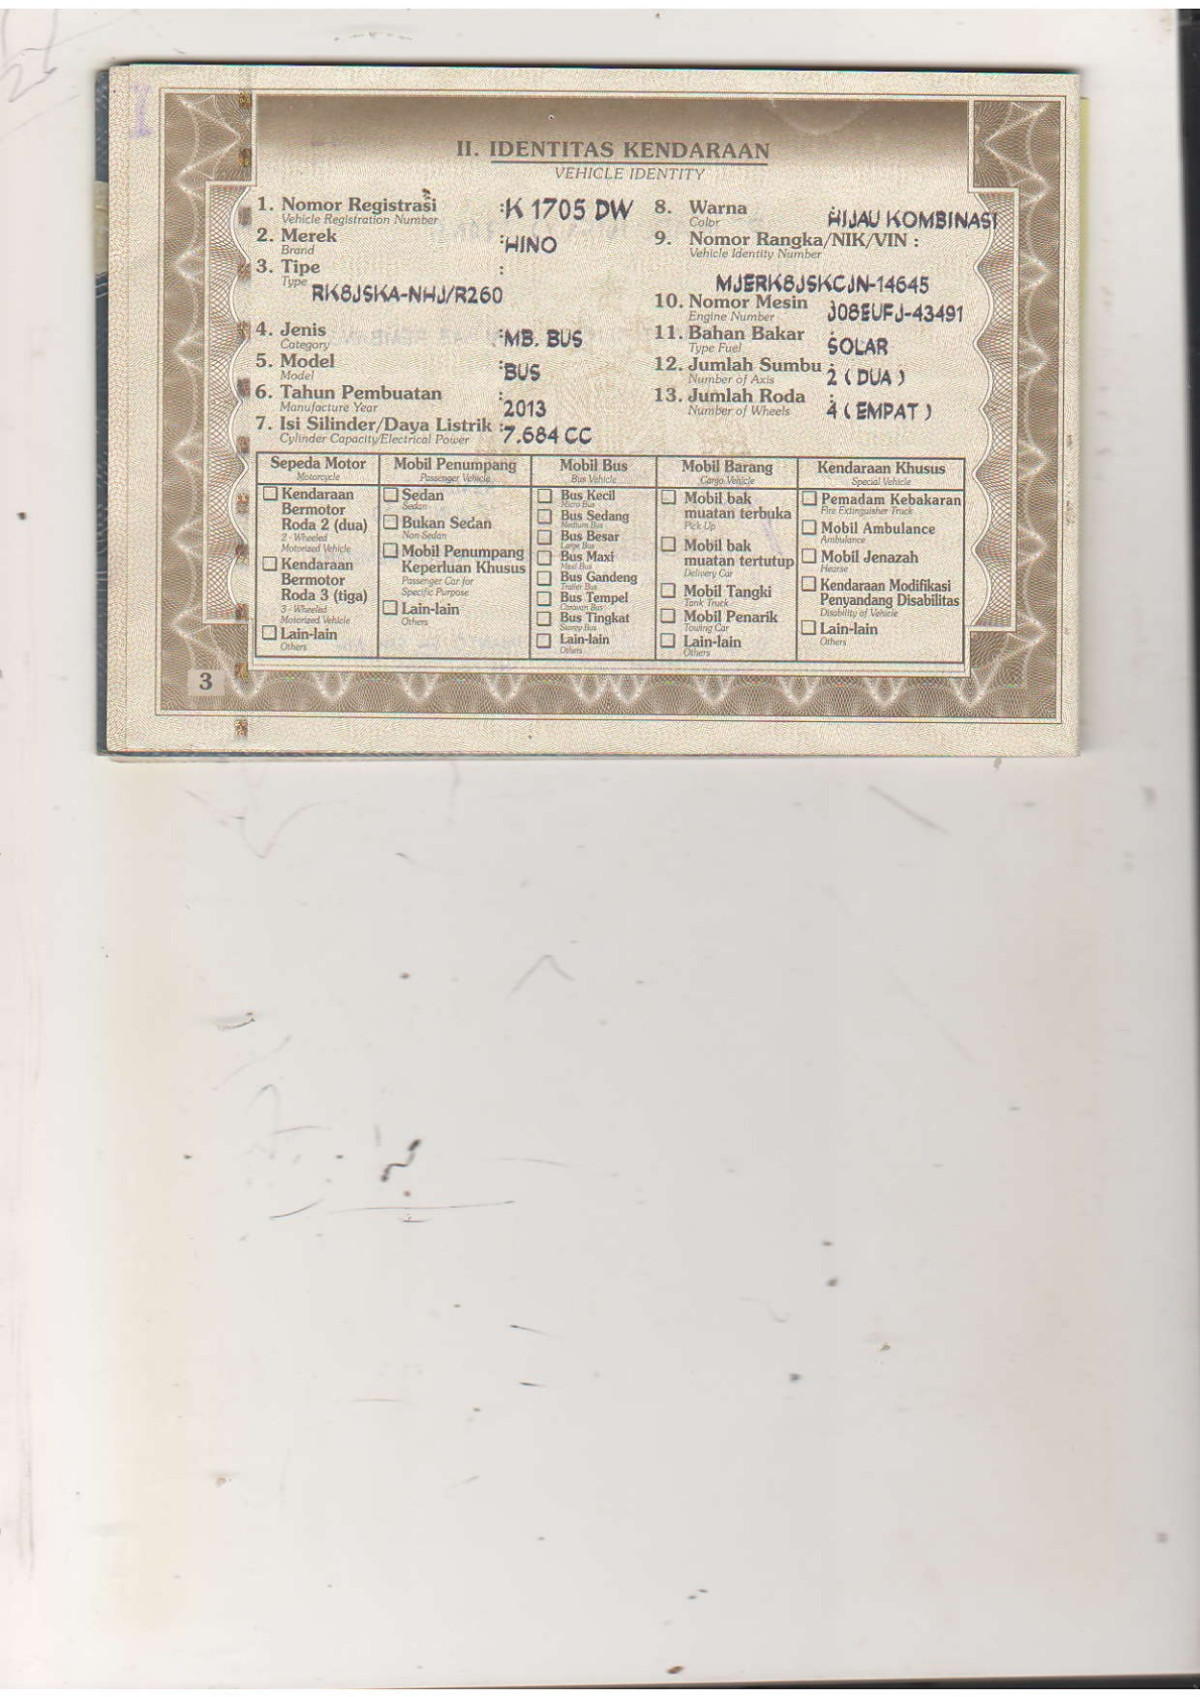 II. IDENTITAS KENDARAAN
VEHICLE IDENTITY
1. Nomor Registrasi : K 1705 DW
Vehicle Registration Number
2. Merek : HINO
Brand
3. Tipe :
Type RK8JSKA-NHJ/R260
4. Jenis : MB. BUS
Category
5. Model : BUS
Model
6. Tahun Pembuatan : 2013
Manufacture Year
7. Isi Silinder/Daya Listrik : 7.684 CC
Cylinder Capacity/Electrical Power
8. Warna : HIJAU KOMBINASI
Color
9. Nomor Rangka/NIK/VIN :
Vehicle Identity Number
MJERK8JSKCJN-14645
10. Nomor Mesin : J08EUFJ-43491
Engine Number
11. Bahan Bakar : SOLAR
Type Fuel
12. Jumlah Sumbu : 2 ( DUA )
Number of Axis
13. Jumlah Roda : 4 ( EMPAT )
Number of Wheels
Sepeda Motor
Motorcycle
Kendaraan
Bermotor
Roda 2 (dua)
2 - Wheeled
Motorized Vehicle
Kendaraan
Bermotor
Roda 3 (tiga)
3 - Wheeled
Motorized Vehicle
Lain-lain
Others
Mobil Penumpang
Passenger Vehicle
Sedan
Sedan
Bukan Sedan
Non Sedan
Mobil Penumpang
Keperluan Khusus
Passenger Car for
Specific Purpose
Lain-lain
Others
Mobil Bus
Bus Vehicle
Bus Kecil
Micro Bus
Bus Sedang
Medium Bus
Bus Besar
Large Bus
Bus Maxi
Maxi Bus
Bus Gandeng
Trailer Bus
Bus Tempel
Caravan Bus
Bus Tingkat
Lain-lain
Others
Mobil Barang
Cargo Vehicle
Mobil bak
muatan terbuka
Pick Up
Mobil bak
muatan tertutup
Delivery Car
Mobil Tangki
Tank Truck
Mobil Penarik
Towing Car
Lain-lain
Others
Kendaraan Khusus
Special Vehicle
Pemadam Kebakaran
Fire Extinguisher Truck
Mobil Ambulance
Ambulance
Mobil Jenazah
Hearse
Kendaraan Modifikasi
Penyandang Disabilitas
Disability of Vehicle
Lain-lain
Others
3